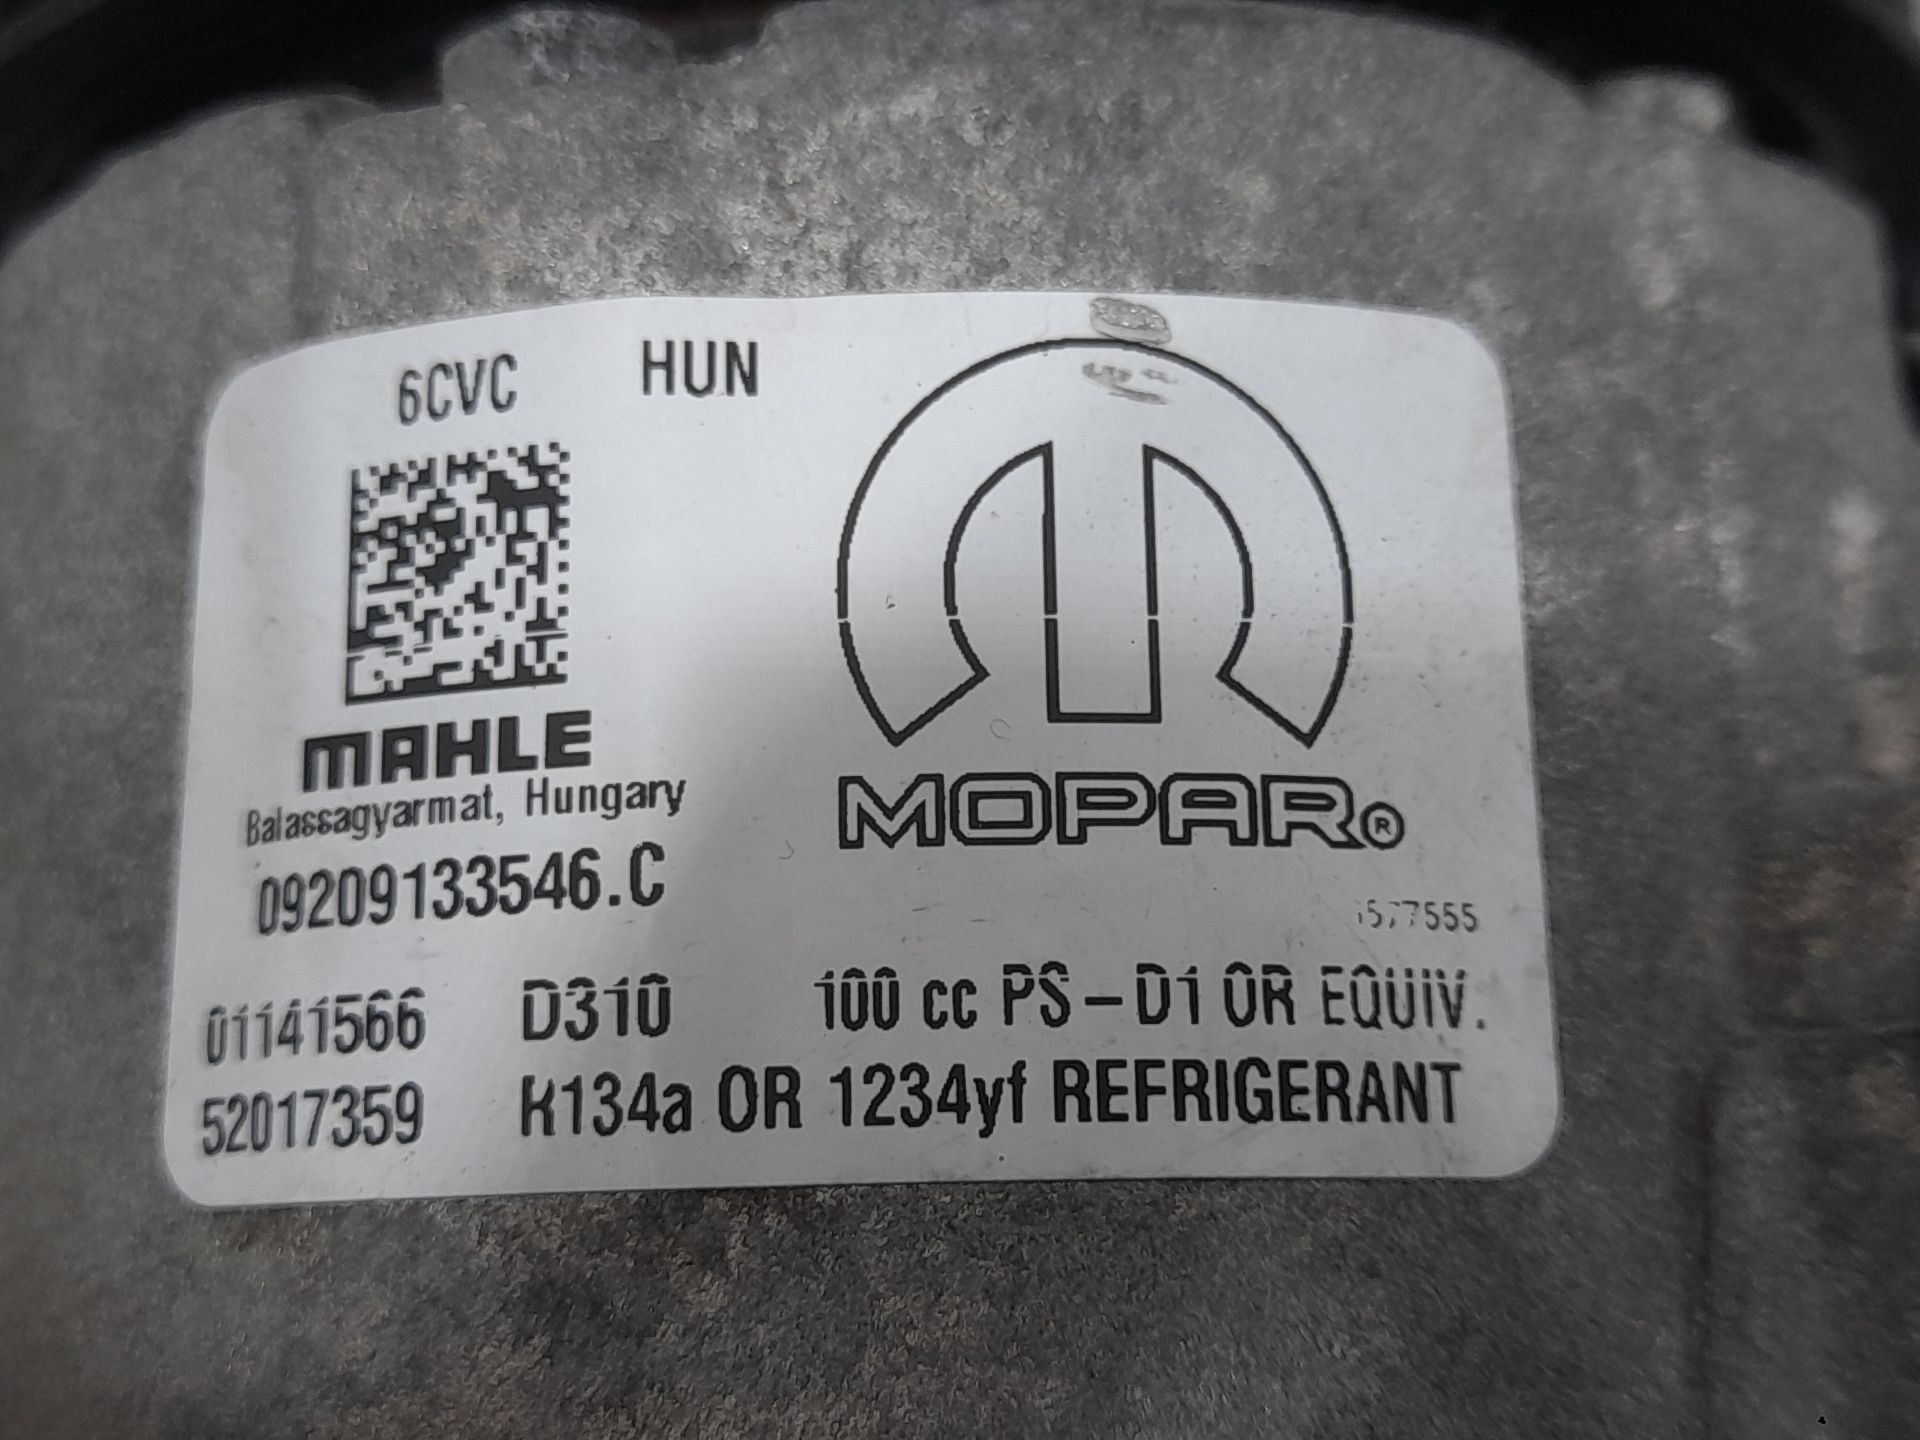 6CVC HUN
MAHLE
Balassagyarmat, Hungary
09209133546.C
MOPAR®
01141566 D310 100 cc PS-D1 OR EQUIV.
52017359 R134a OR 1234yf REFRIGERANT